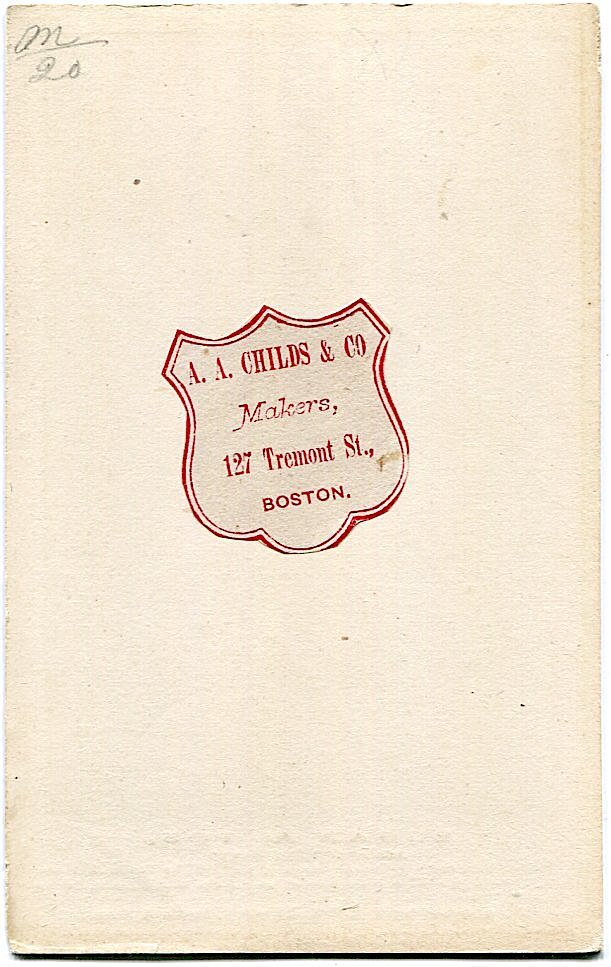 m
20
A. A. CHILDS & CO
Makers,
127 Tremont St.,
BOSTON.